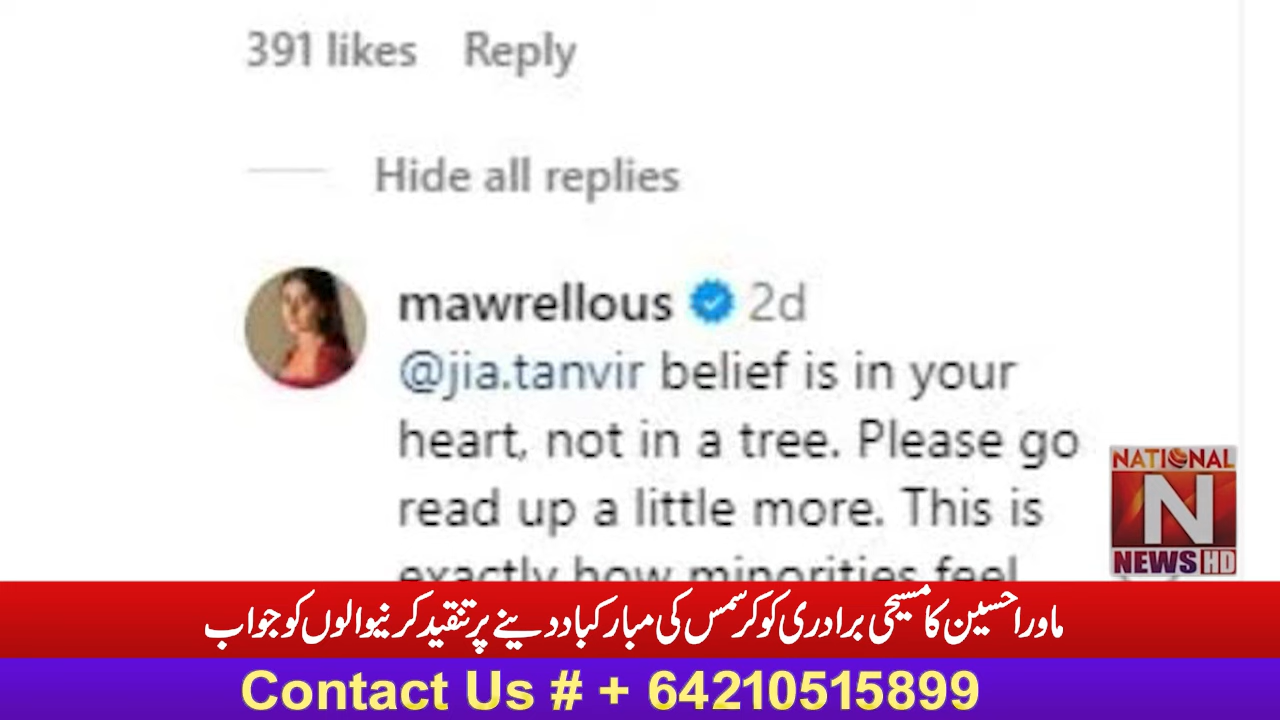 391 likes Reply
Hide all replies
mawrellous 2d
@jia.tanvir belief is in your
heart, not in a tree. Please go
read up a little more. This is
exactly how minorities feel
NATIONAL
N
NEWS HD
ماورا حسین کا مسیحی برادری کو کرسمس کی مبارکباد دینے پر تنقید کرنیوالوں کو جواب
Contact Us # + 64210515899